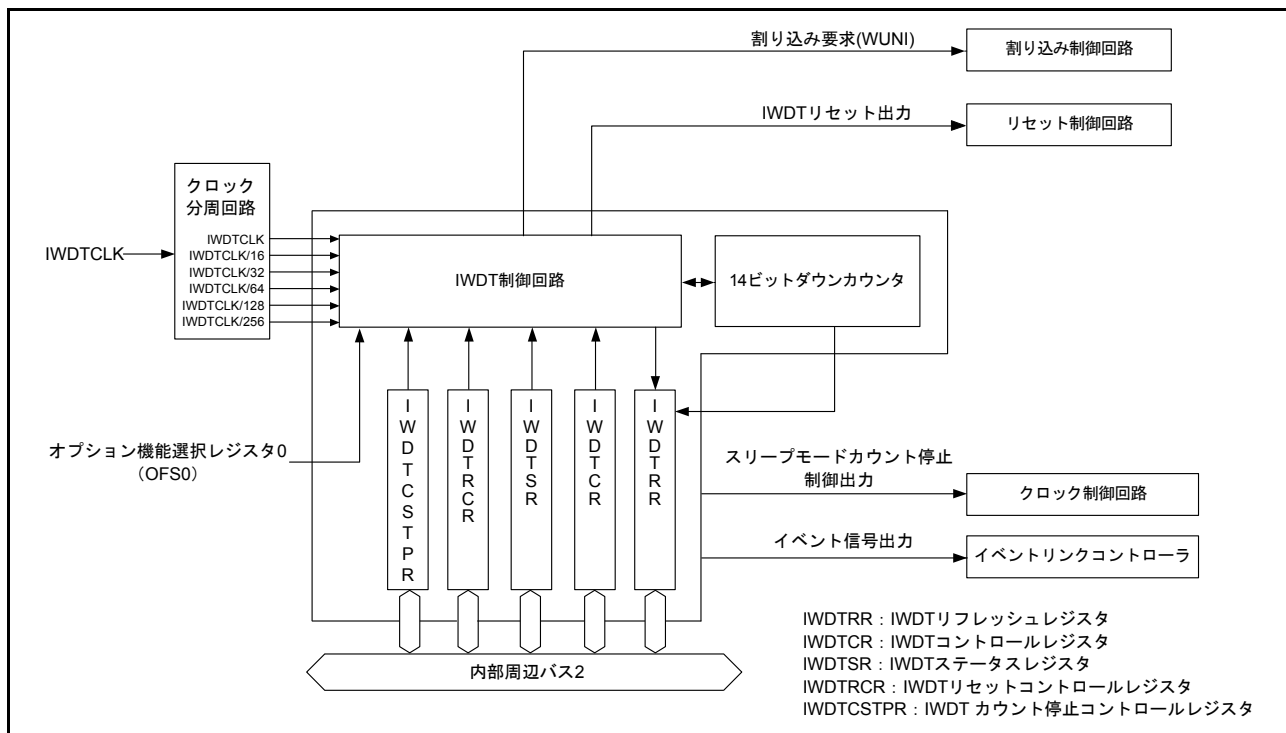 割り込み要求(WUNI)
割り込み制御回路
IWDTリセット出力
リセット制御回路
クロック
分周回路
IWDTCLK
IWDTCLK
IWDTCLK/16
IWDTCLK/32
IWDTCLK/64
IWDTCLK/128
IWDTCLK/256
IWDT制御回路
14ビットダウンカウンタ
オプション機能選択レジスタ0
（OFS0）
IWDTCSTPR
IWDTRCR
IWDTSR
IWDTCR
IWDTRR
スリープモードカウント停止
制御出力
クロック制御回路
イベント信号出力
イベントリンクコントローラ
内部周辺バス2
IWDTRR：IWDTリフレッシュレジスタ
IWDTCR：IWDTコントロールレジスタ
IWDTSR：IWDTステータスレジスタ
IWDTRCR：IWDTリセットコントロールレジスタ
IWDTCSTPR：IWDT カウント停止コントロールレジスタ